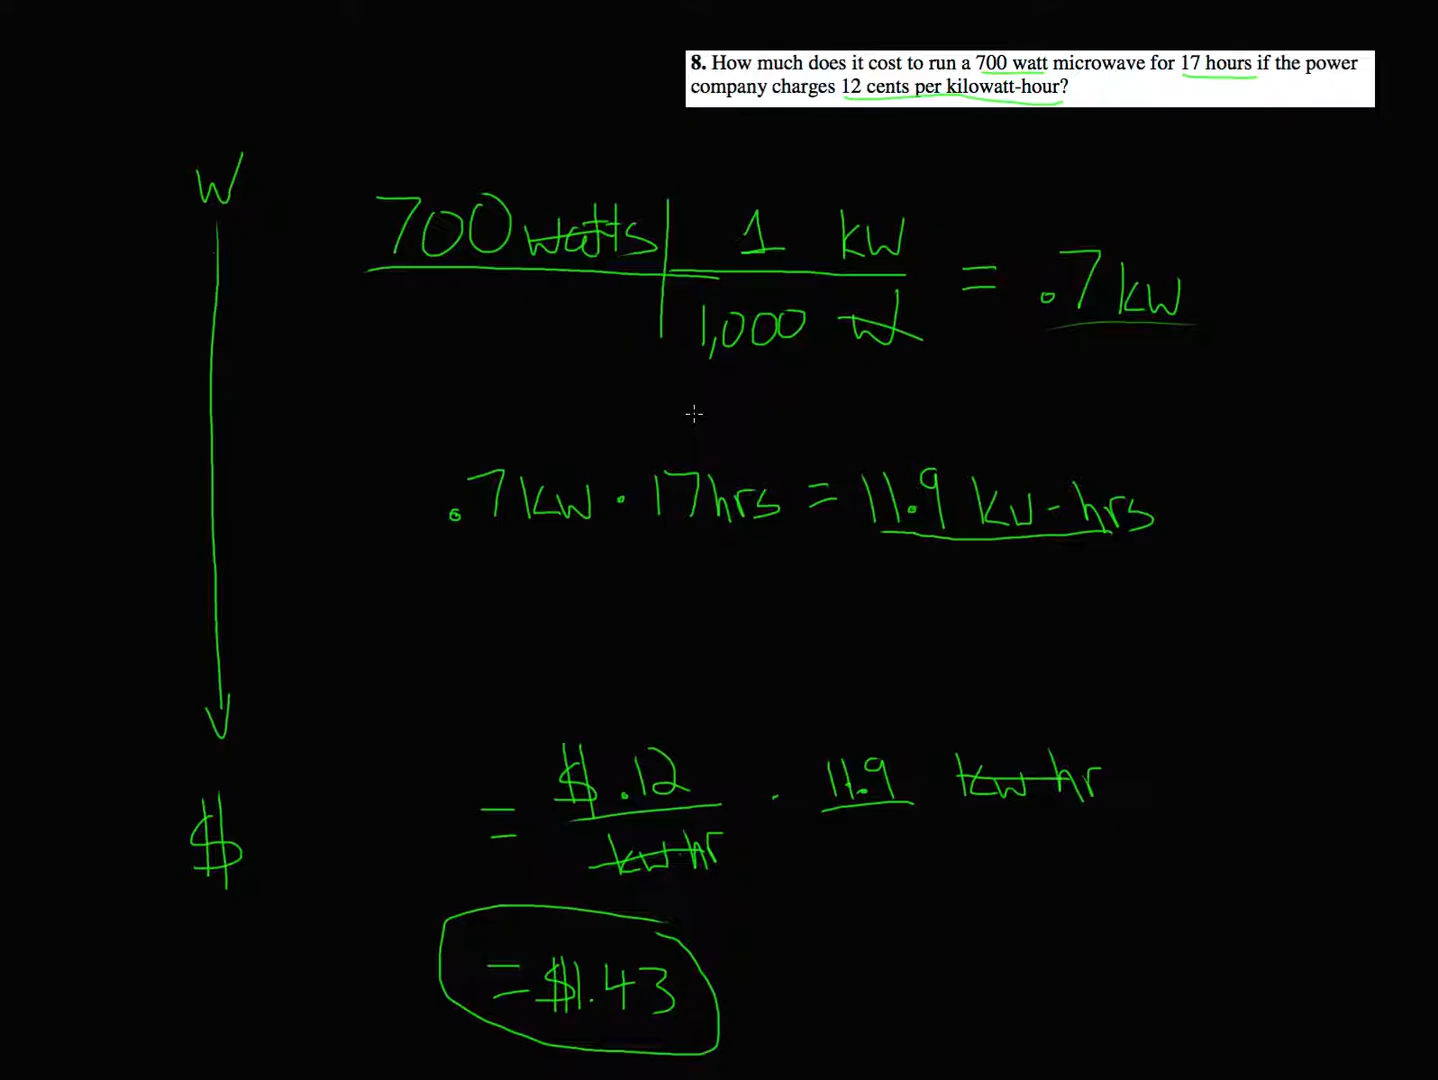 8. How much does it cost to run a 700 watt microwave for 17 hours if the power
company charges 12 cents per kilowatt-hour?
W
700 watts 1 kW
1,000 W
= .7 kW
.7 kW · 17 hrs = 11.9 kW - hrs
= $.12 · 11.9 kW hr
kW·hr
$
= $1.43